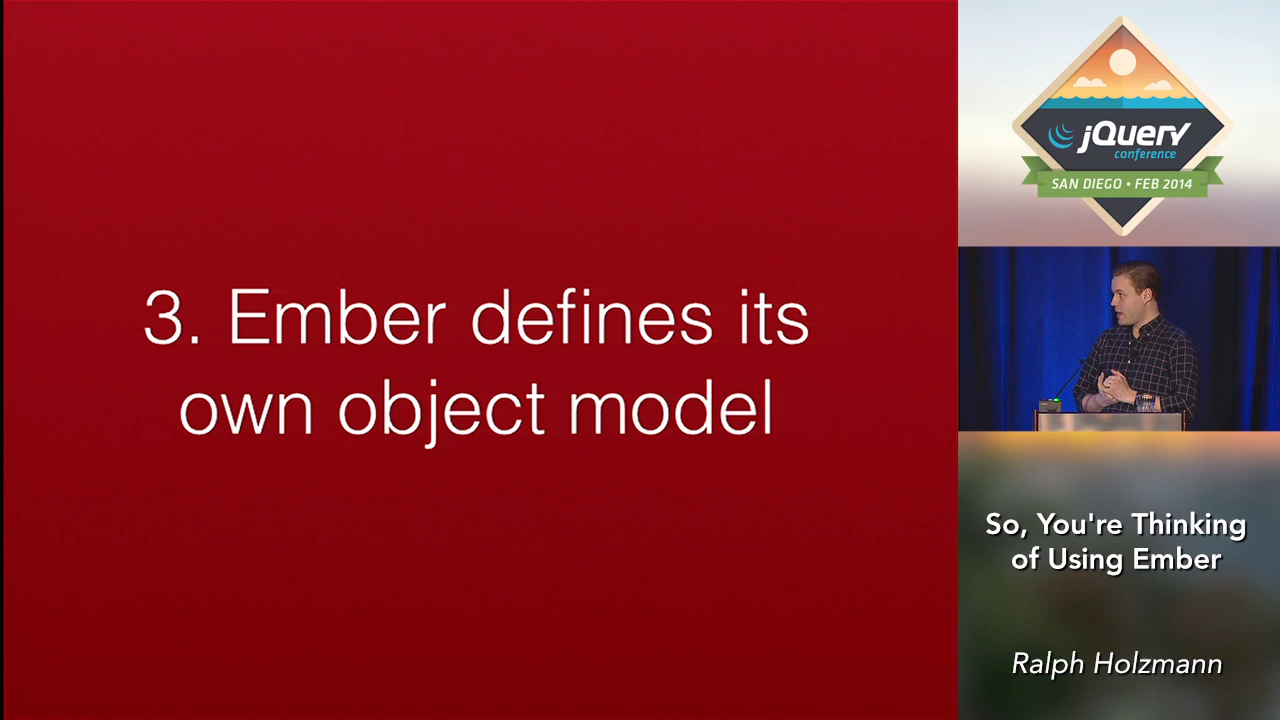 3. Ember defines its
own object model
jQuery
conference
SAN DIEGO • FEB 2014
So, You're Thinking
of Using Ember
Ralph Holzmann